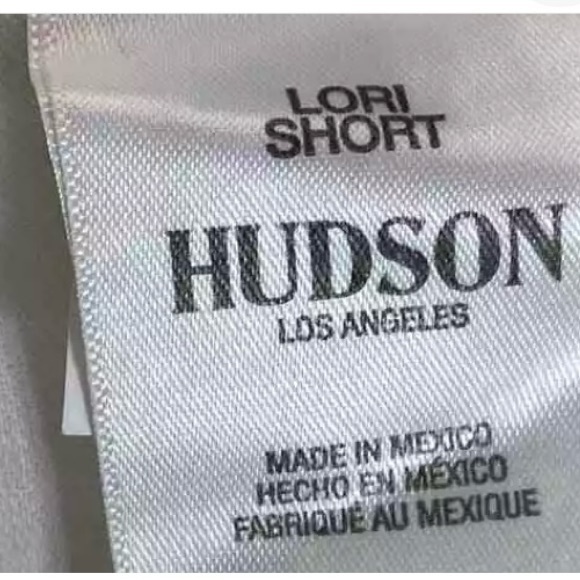 LORI
SHORT
HUDSON
LOS ANGELES
MADE IN MEXICO
HECHO EN MÉXICO
FABRIQUÉ AU MEXIQUE